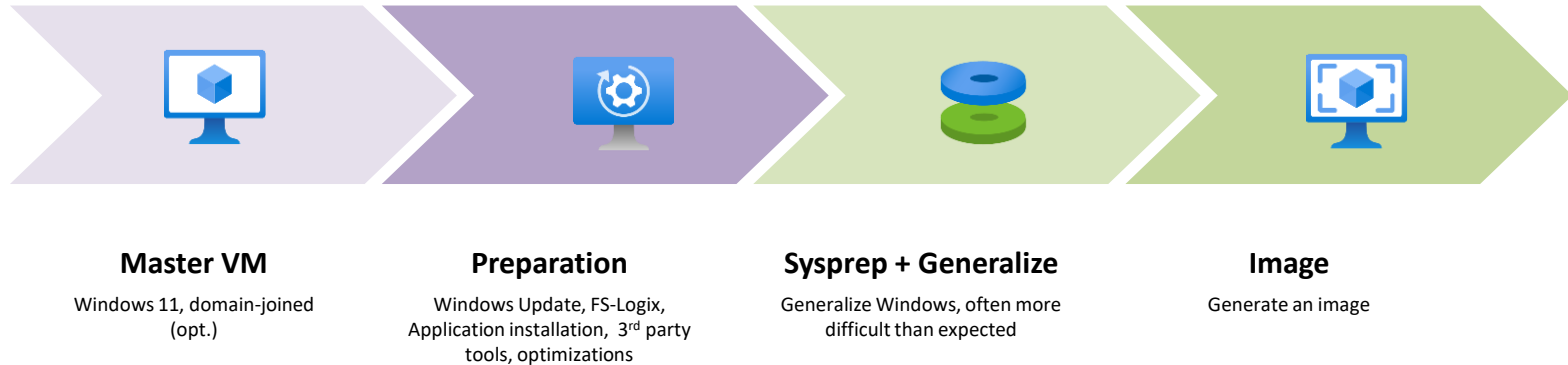 Master VM
Windows 11, domain-joined
(opt.)
Preparation
Windows Update, FS-Logix,
Application installation, 3rd party
tools, optimizations
Sysprep + Generalize
Generalize Windows, often more
difficult than expected
Image
Generate an image